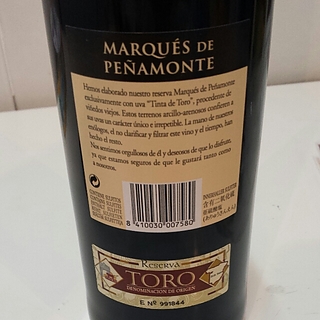 MARQUÉS DE
PEÑAMONTE
Hemos elaborado nuestro reserva Marqués de Peñamonte
exclusivamente con uva "Tinta de Toro", procedente de
viñedos viejos. Estos terrenos arcillo-arenosos confieren a
sus uvas un carácter único e irrepetible. La mano de nuestros
enólogos, el no clarificar y filtrar este vino y el tiempo, han
hecho el resto.
Nos sentimos orgullosos de él y deseosos de que lo disfrute,
ya que estamos seguros de que le gustará tanto como
a nosotros.
8 410030 007580
RESERVA
TORO
DENOMINACIÓN DE ORIGEN
E Nº 991844